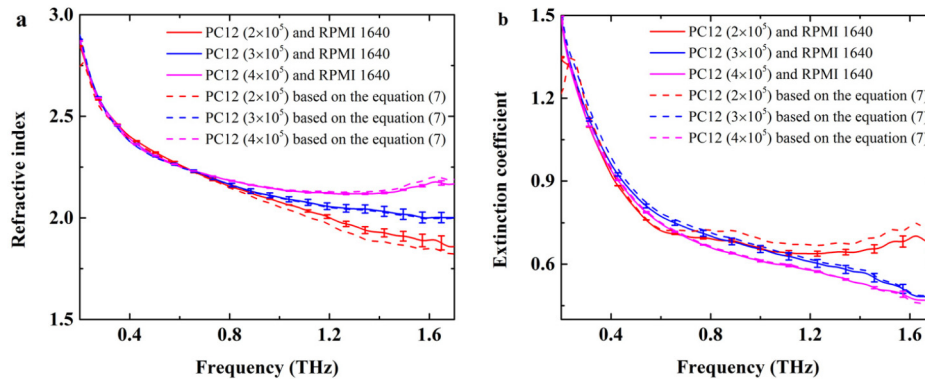 a
3.0
2.5
2.0
1.5
0.4
0.8
1.2
1.6
Refractive index
Frequency (THz)
PC12 (2×10⁵) and RPMI 1640
PC12 (3×10⁵) and RPMI 1640
PC12 (4×10⁵) and RPMI 1640
PC12 (2×10⁵) based on the equation (7)
PC12 (3×10⁵) based on the equation (7)
PC12 (4×10⁵) based on the equation (7)
b
1.5
1.2
0.9
0.6
0.4
0.8
1.2
1.6
Extinction coefficient
Frequency (THz)
PC12 (2×10⁵) and RPMI 1640
PC12 (3×10⁵) and RPMI 1640
PC12 (4×10⁵) and RPMI 1640
PC12 (2×10⁵) based on the equation (7)
PC12 (3×10⁵) based on the equation (7)
PC12 (4×10⁵) based on the equation (7)